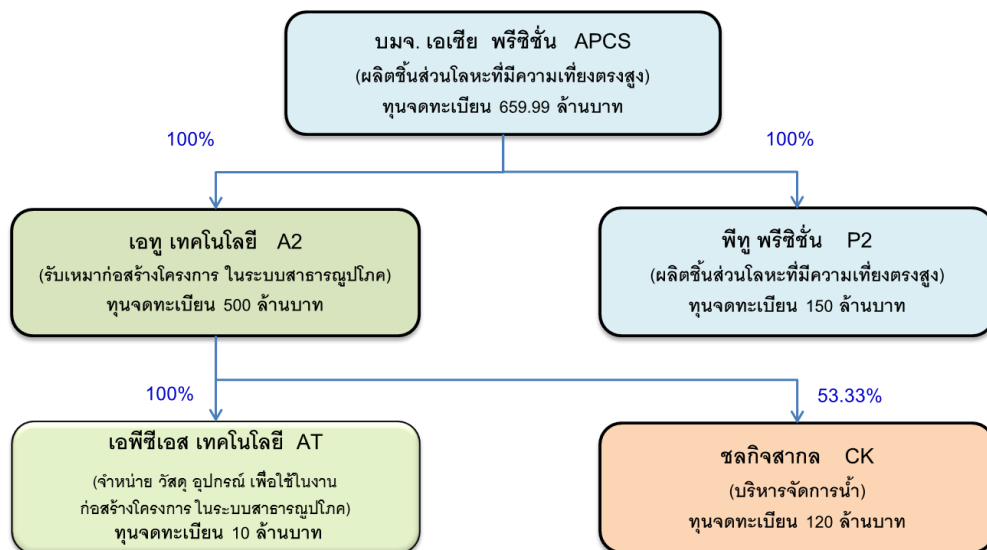 บมจ. เอเซีย พรีซิชั่น APCS
(ผลิตชิ้นส่วนโลหะที่มีความเที่ยงตรงสูง)
ทุนจดทะเบียน 659.99 ล้านบาท
100%
100%
เอทู เทคโนโลยี A2
(รับเหมาก่อสร้างโครงการ ในระบบสาธารณูปโภค)
ทุนจดทะเบียน 500 ล้านบาท
พีทู พรีซิชั่น P2
(ผลิตชิ้นส่วนโลหะที่มีความเที่ยงตรงสูง)
ทุนจดทะเบียน 150 ล้านบาท
100%
53.33%
เอพีซีเอส เทคโนโลยี AT
(จำหน่าย วัสดุ อุปกรณ์ เพื่อใช้ในงาน
ก่อสร้างโครงการ ในระบบสาธารณูปโภค)
ทุนจดทะเบียน 10 ล้านบาท
ชลกิจสากล CK
(บริหารจัดการน้ำ)
ทุนจดทะเบียน 120 ล้านบาท